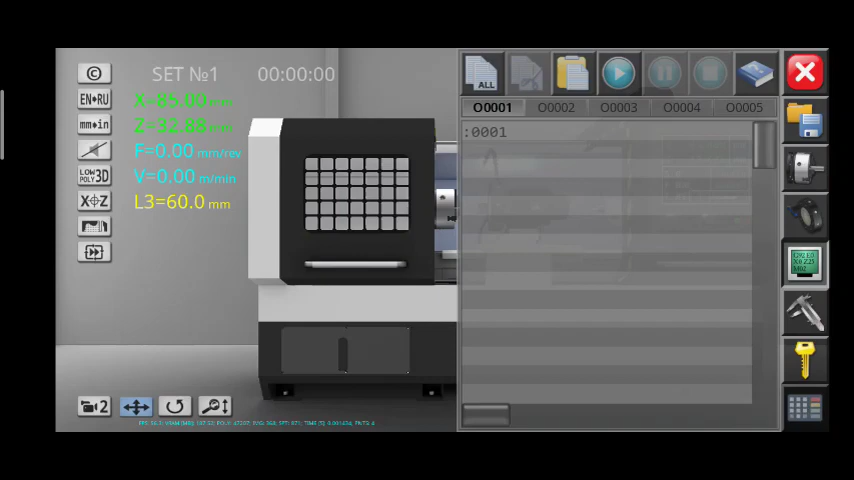 ©
SET №1
00:00:00
EN▸RU
X=85.00 mm
mm⇒in
Z=32.88 mm
F=0.00 mm/rev
LOW POLY 3D
V=0.00 m/min
X Z
L3=60.0 mm
2
ALL
O0001 O0002 O0003 O0004 O0005
:0001